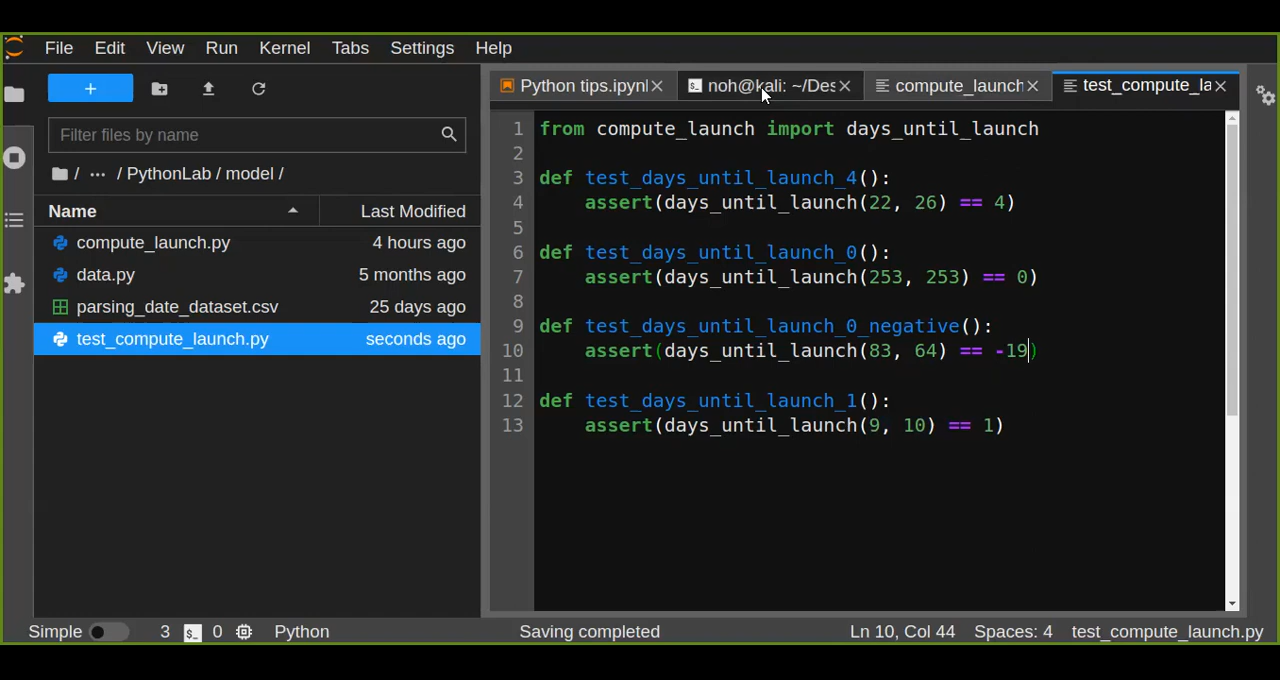 File Edit View Run Kernel Tabs Settings Help
+
Python tips.ipynl
noh@kali: ~/Des
compute_launch
test_compute_la
Filter files by name
/ ··· / PythonLab / model /
Name Last Modified
compute_launch.py 4 hours ago
data.py 5 months ago
parsing_date_dataset.csv 25 days ago
test_compute_launch.py seconds ago
1 from compute_launch import days_until_launch
2
3 def test_days_until_launch_4():
4     assert(days_until_launch(22, 26) == 4)
5
6 def test_days_until_launch_0():
7     assert(days_until_launch(253, 253) == 0)
8
9 def test_days_until_launch_0_negative():
10     assert(days_until_launch(83, 64) == -19)
11
12 def test_days_until_launch_1():
13     assert(days_until_launch(9, 10) == 1)
Simple 3 $_ 0 Python Saving completed Ln 10, Col 44 Spaces: 4 test_compute_launch.py